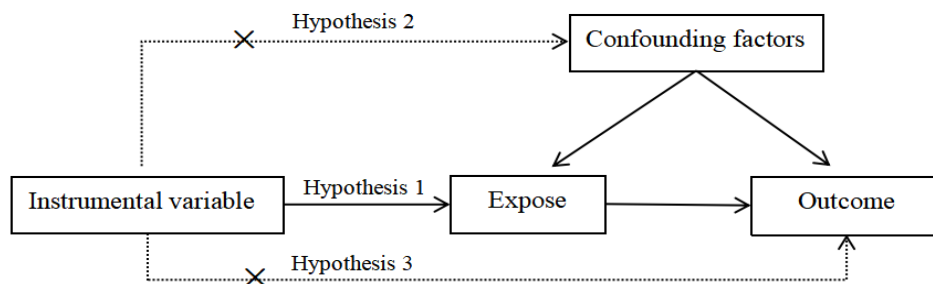 Hypothesis 2
Confounding factors
Instrumental variable
Hypothesis 1
Expose
Outcome
Hypothesis 3